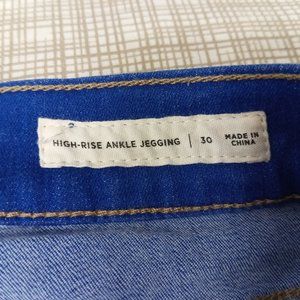 HIGH-RISE ANKLE JEGGING | 30 MADE IN
CHINA